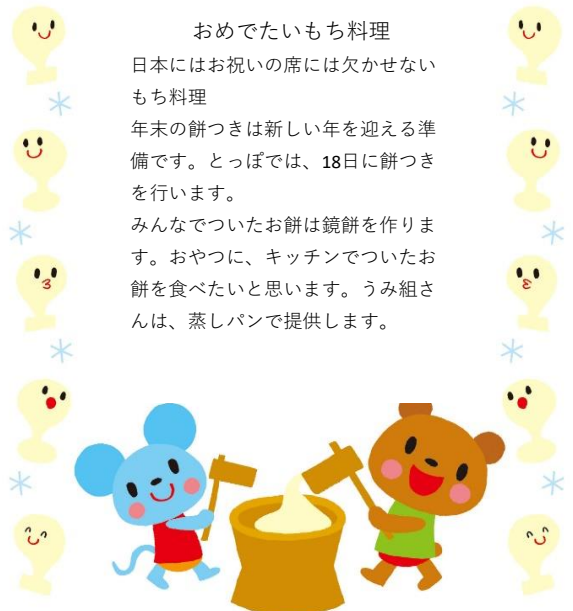 おめでたいもち料理
日本にはお祝いの席には欠かせない
もち料理
年末の餅つきは新しい年を迎える準
備です。とっぽでは、18日に餅つき
を行います。
みんなでついたお餅は鏡餅を作りま
す。おやつに、キッチンでついたお
餅を食べたいと思います。うみ組さ
んは、蒸しパンで提供します。